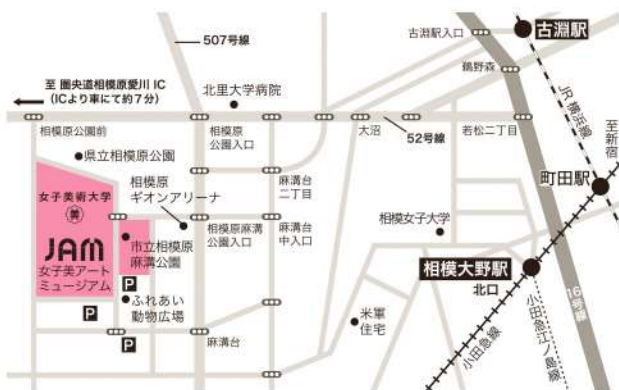 507号線
古淵駅入口
古淵駅
鵜野森
JR 横浜線
至 圏央道相模原愛川 IC
(ICより車にて約7分)
北里大学病院
至新宿
相模原公園前
相模原
公園入口
大沼
52号線
若松二丁目
県立相模原公園
麻溝台
二丁目
町田駅
女子美術大学
相模原
ギオンアリーナ
JAM
女子美アート
ミュージアム
市立相模原
麻溝公園
相模原麻溝
公園入口
麻溝台
中入口
相模女子大学
相模大野駅
北口
16号線
P
P
ふれあい
動物広場
米軍
住宅
小田急線
小田急江ノ島線
P
麻溝台